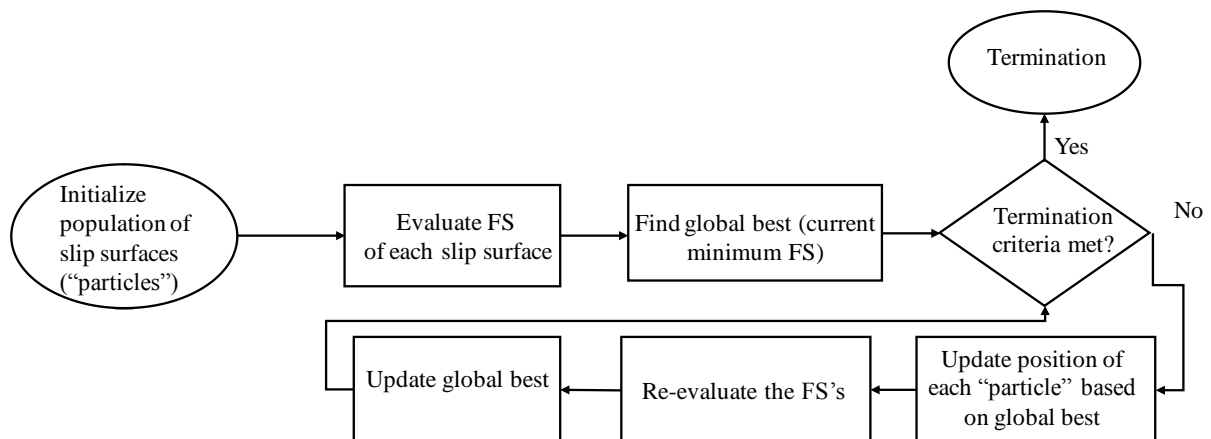 Termination
Yes
Initialize
population of
slip surfaces
(“particles”)
Evaluate FS
of each slip surface
Find global best (current
minimum FS)
Termination
criteria met?
No
Update position of
each “particle” based
on global best
Re-evaluate the FS’s
Update global best